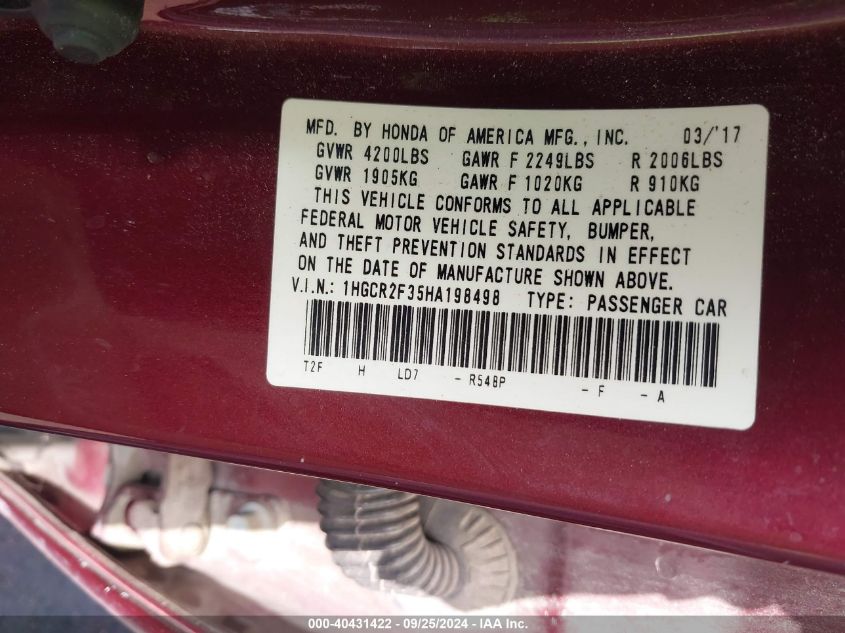 MFD. BY HONDA OF AMERICA MFG., INC. 03/'17
GVWR 4200LBS GAWR F 2249LBS R 2006LBS
GVWR 1905KG GAWR F 1020KG R 910KG
THIS VEHICLE CONFORMS TO ALL APPLICABLE
FEDERAL MOTOR VEHICLE SAFETY, BUMPER,
AND THEFT PREVENTION STANDARDS IN EFFECT
ON THE DATE OF MANUFACTURE SHOWN ABOVE.
V.I.N.: 1HGCR2F35HA198498 TYPE: PASSENGER CAR
T2F H LD7 - R548P - F - A
000-40431422 - 09/25/2024 - IAA Inc.